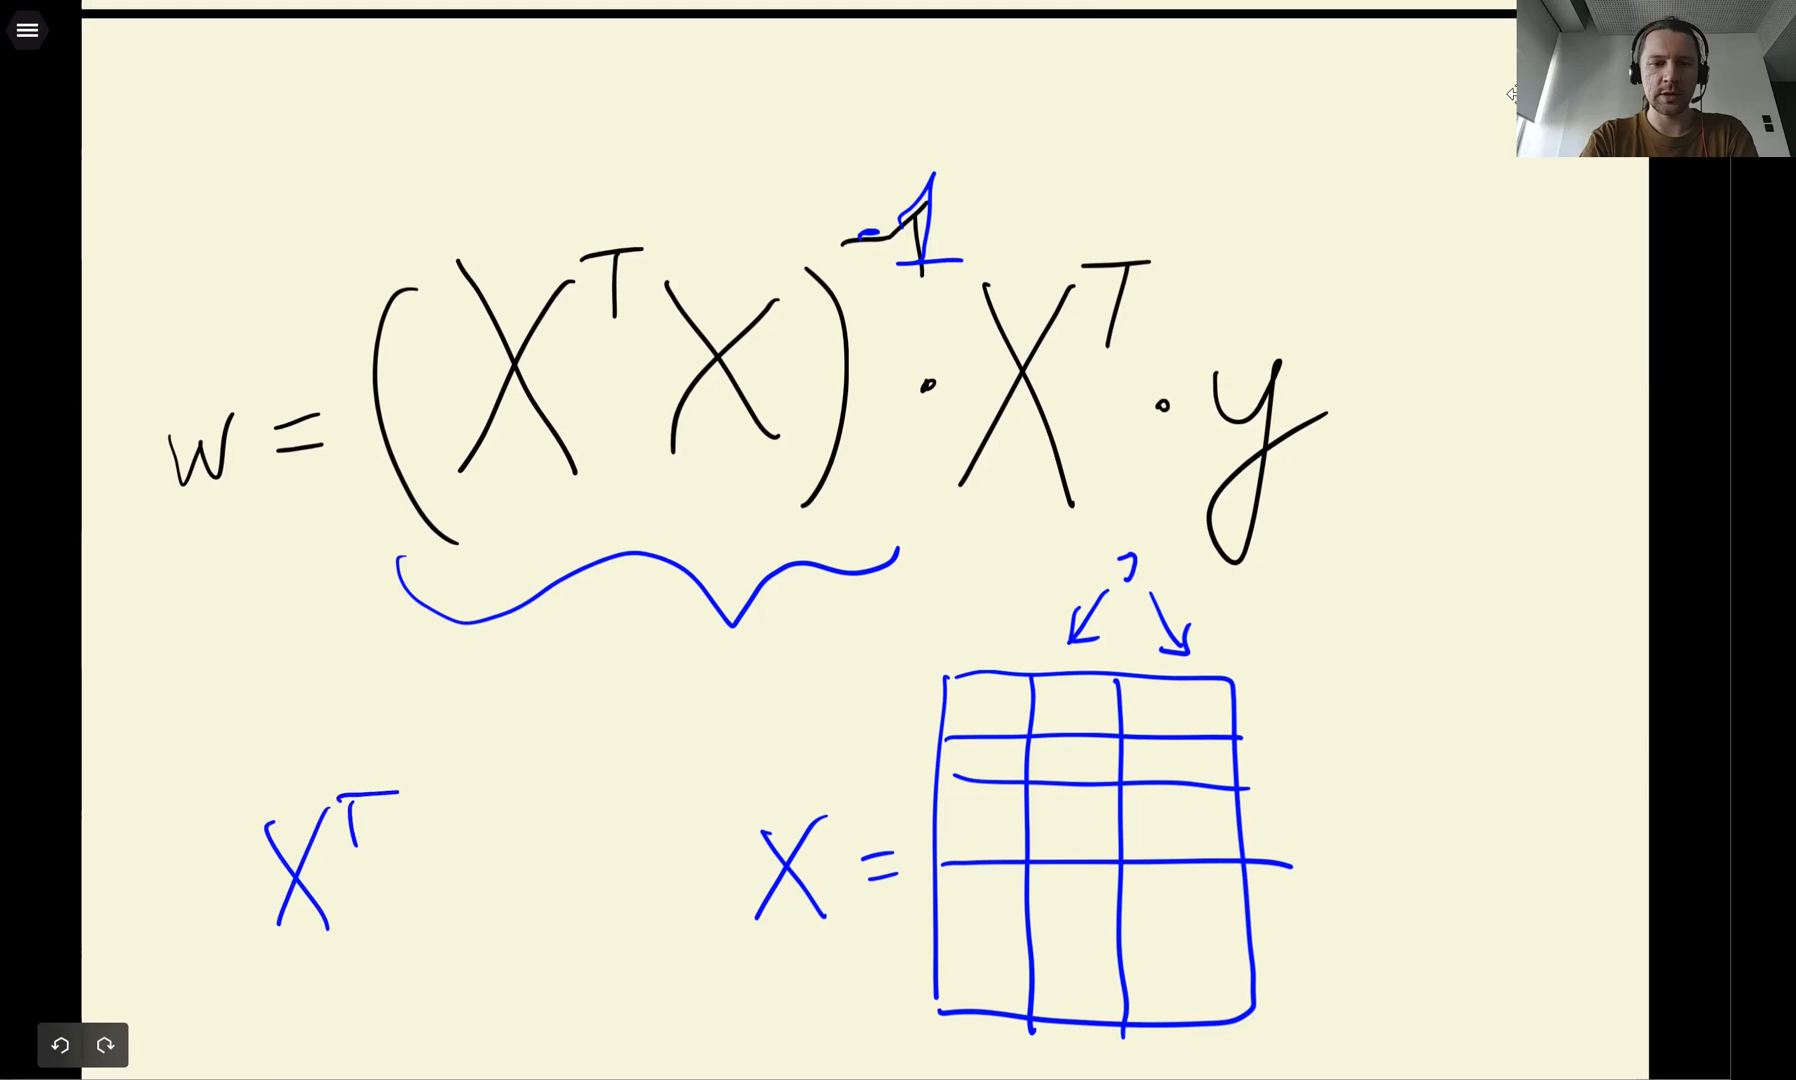 w = (XᵀX)⁻¹ · Xᵀ · y
Xᵀ
X =